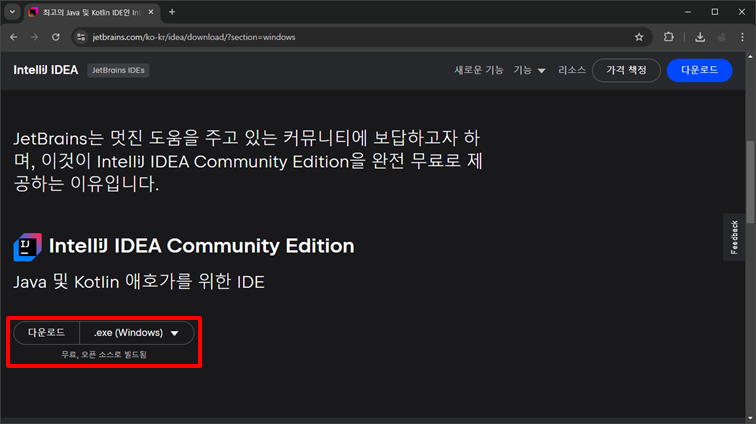 최고의 Java 및 Kotlin IDE인 Int
jetbrains.com/ko-kr/idea/download/?section=windows
IntelliJ IDEA
JetBrains IDEs
새로운 기능
기능
리소스
가격 책정
다운로드
JetBrains는 멋진 도움을 주고 있는 커뮤니티에 보답하고자 하
며, 이것이 IntelliJ IDEA Community Edition을 완전 무료로 제
공하는 이유입니다.
Feedback
IJ
IntelliJ IDEA Community Edition
Java 및 Kotlin 애호가를 위한 IDE
다운로드
.exe (Windows)
무료, 오픈 소스로 빌드됨